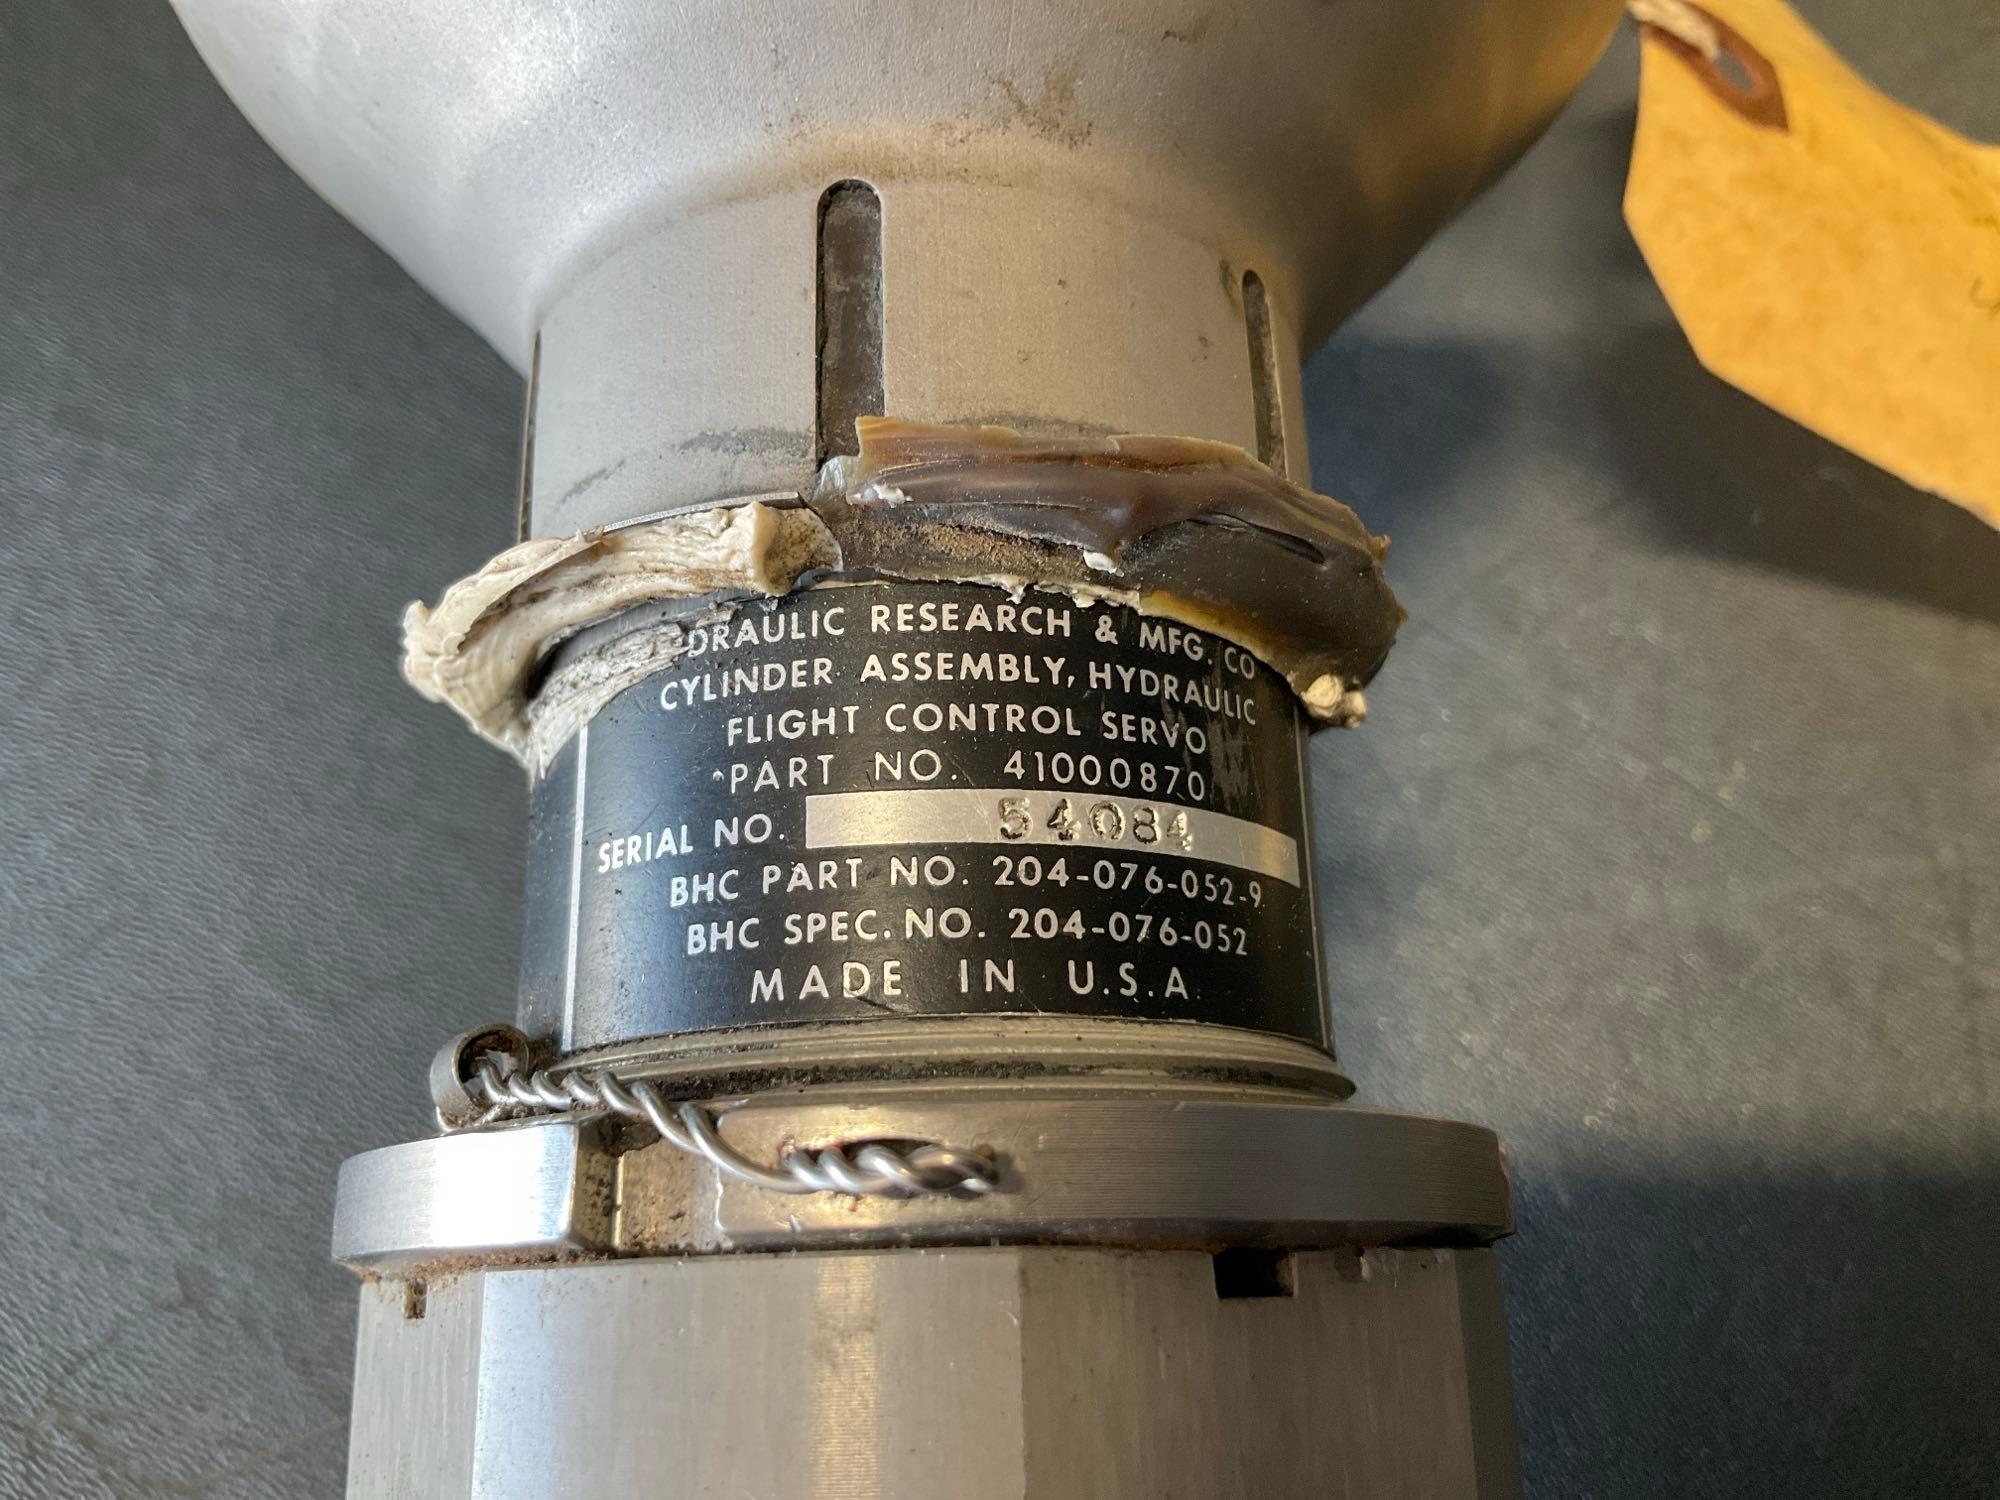 DRAULIC RESEARCH & MFG. CO
CYLINDER ASSEMBLY, HYDRAULIC
FLIGHT CONTROL SERVO
PART NO. 41000870
SERIAL NO. 54084
BHC PART NO. 204-076-052-9
BHC SPEC. NO. 204-076-052
MADE IN U.S.A.